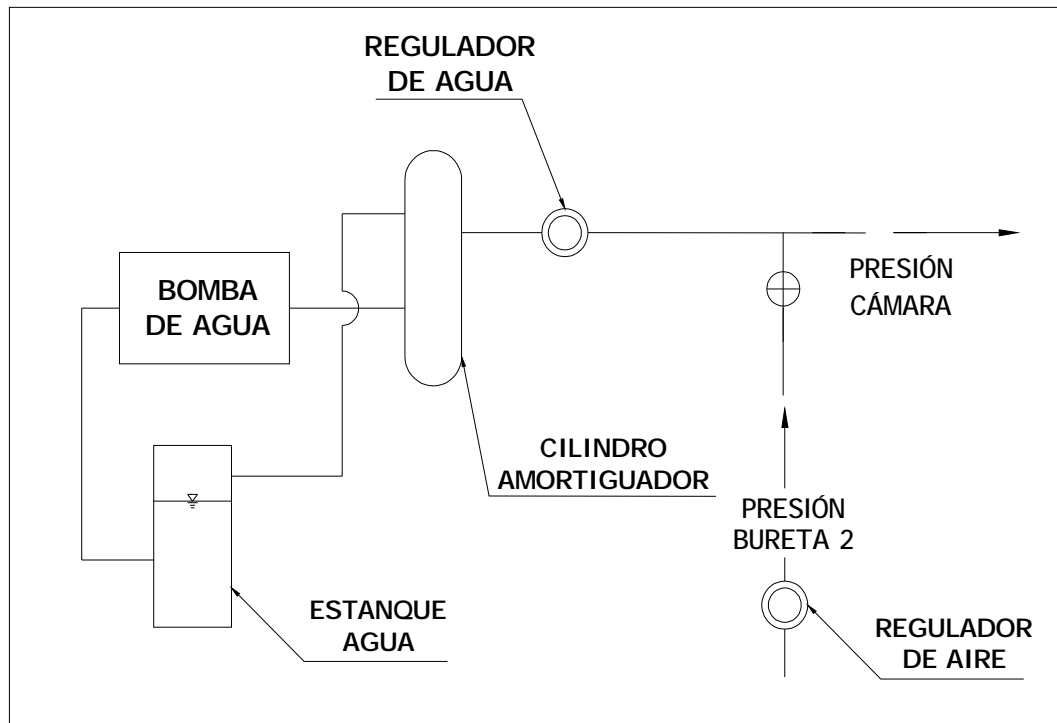 REGULADOR
DE AGUA
BOMBA
DE AGUA
PRESIÓN
CÁMARA
CILINDRO
AMORTIGUADOR
PRESIÓN
BURETA 2
ESTANQUE
AGUA
REGULADOR
DE AIRE